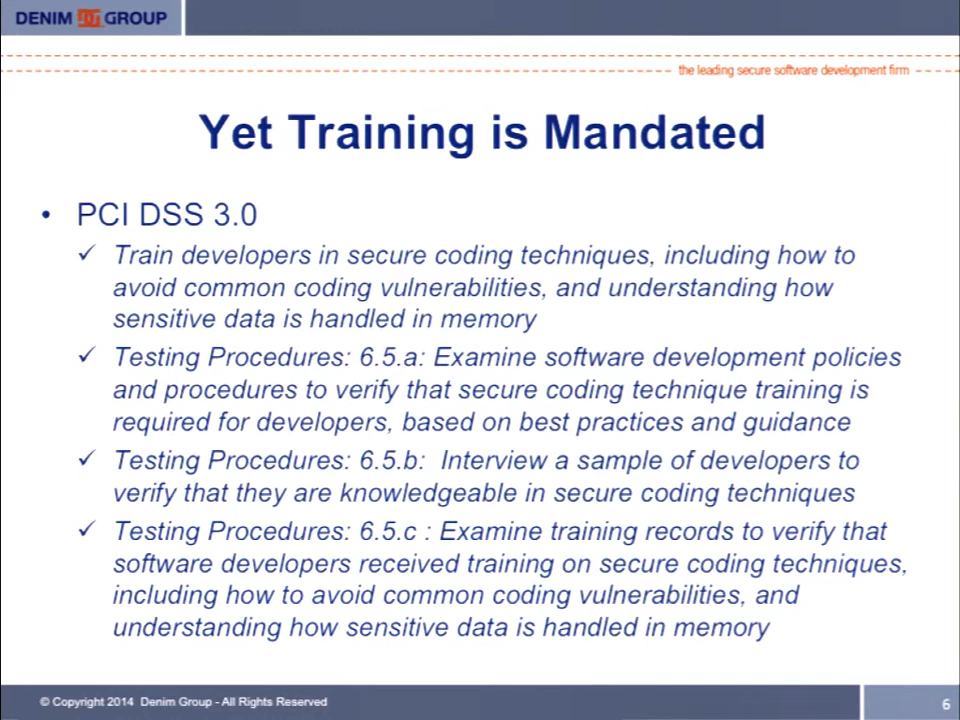 DENIM GROUP
the leading secure software development firm
Yet Training is Mandated
• PCI DSS 3.0
✓ Train developers in secure coding techniques, including how to
avoid common coding vulnerabilities, and understanding how
sensitive data is handled in memory
✓ Testing Procedures: 6.5.a: Examine software development policies
and procedures to verify that secure coding technique training is
required for developers, based on best practices and guidance
✓ Testing Procedures: 6.5.b:  Interview a sample of developers to
verify that they are knowledgeable in secure coding techniques
✓ Testing Procedures: 6.5.c : Examine training records to verify that
software developers received training on secure coding techniques,
including how to avoid common coding vulnerabilities, and
understanding how sensitive data is handled in memory
© Copyright 2014 Denim Group - All Rights Reserved
6